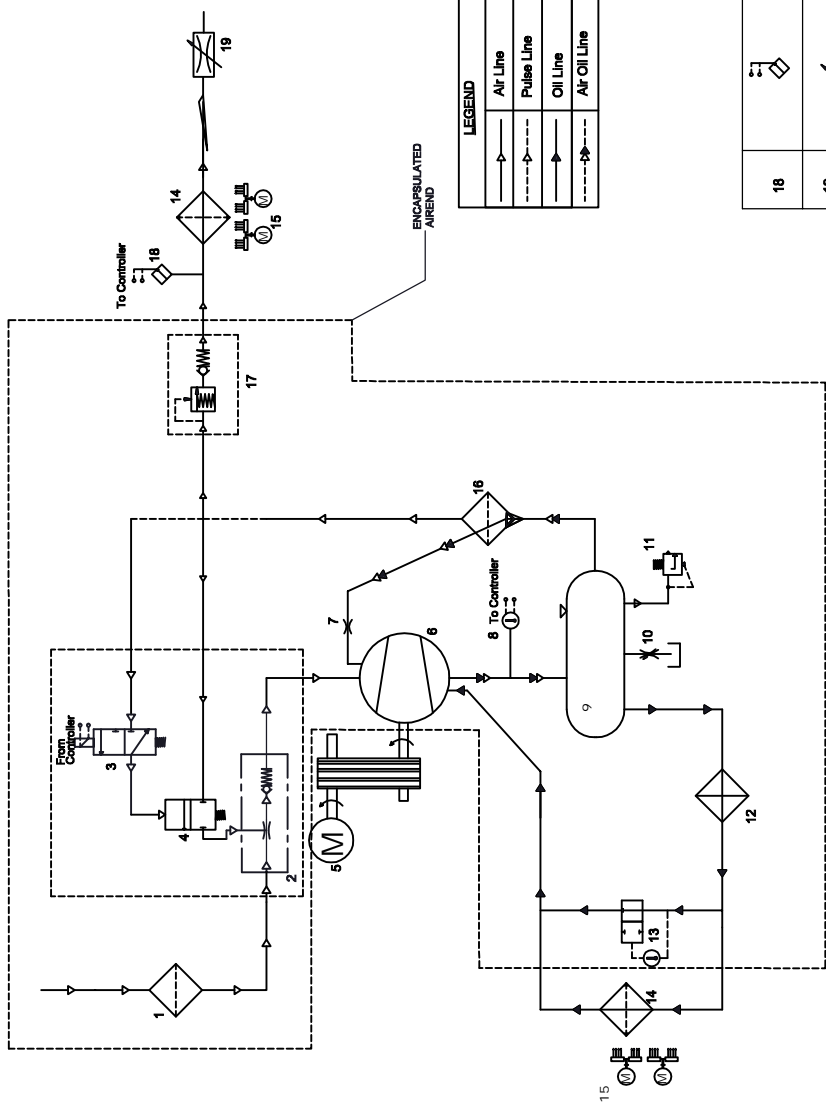 19
14
M
M
15
To Controller
18
ENCAPSULATED
AIREND
LEGEND
Air Line
Pulse Line
Oil Line
Air Oil Line
18
17
16
11
10
9
8 To Controller
7
6
From
Controller
3
4
2
M
5
1
12
13
14
15
M
M